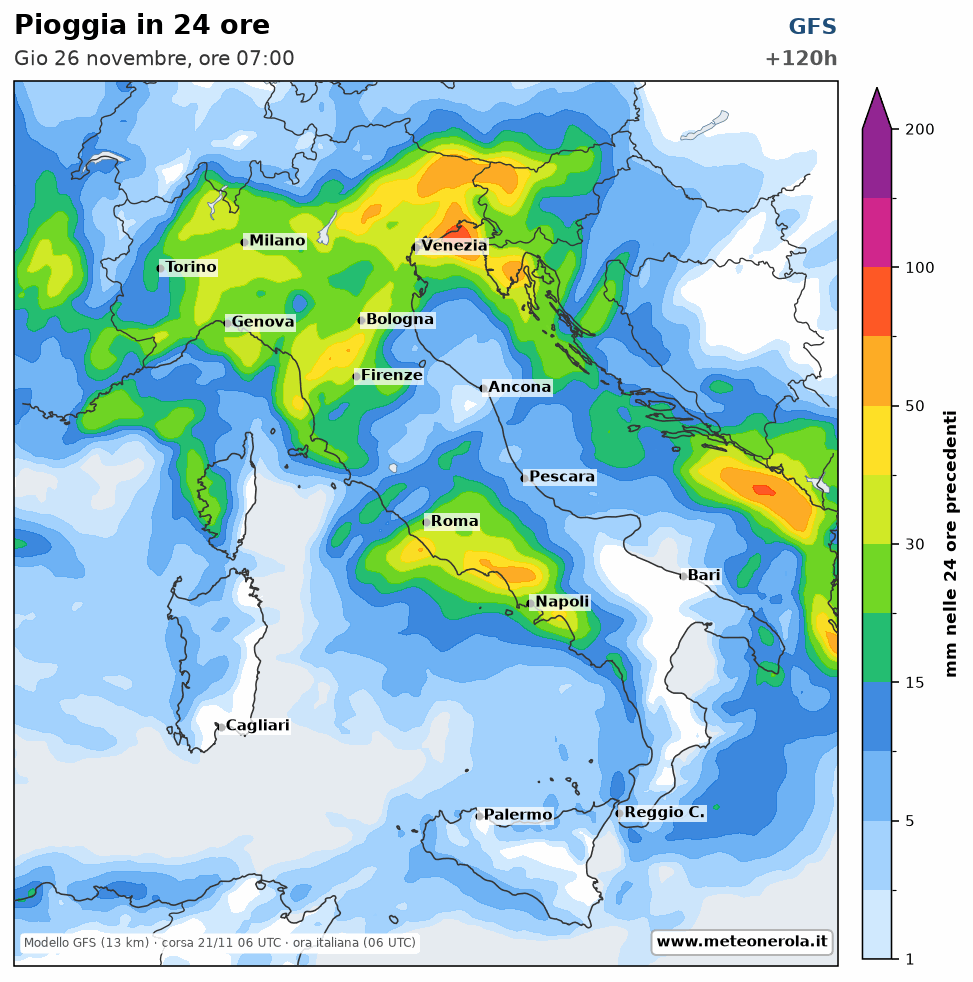 Pioggia in 24 ore
GFS
Gio 26 novembre, ore 07:00
+120h
200
100
50
30
15
5
1
mm nelle 24 ore precedenti
Milano
Venezia
Torino
Genova
Bologna
Firenze
Ancona
Pescara
Roma
Bari
Napoli
Cagliari
Palermo
Reggio C.
Modello GFS (13 km) · corsa 21/11 06 UTC · ora italiana (06 UTC)
www.meteonerola.it